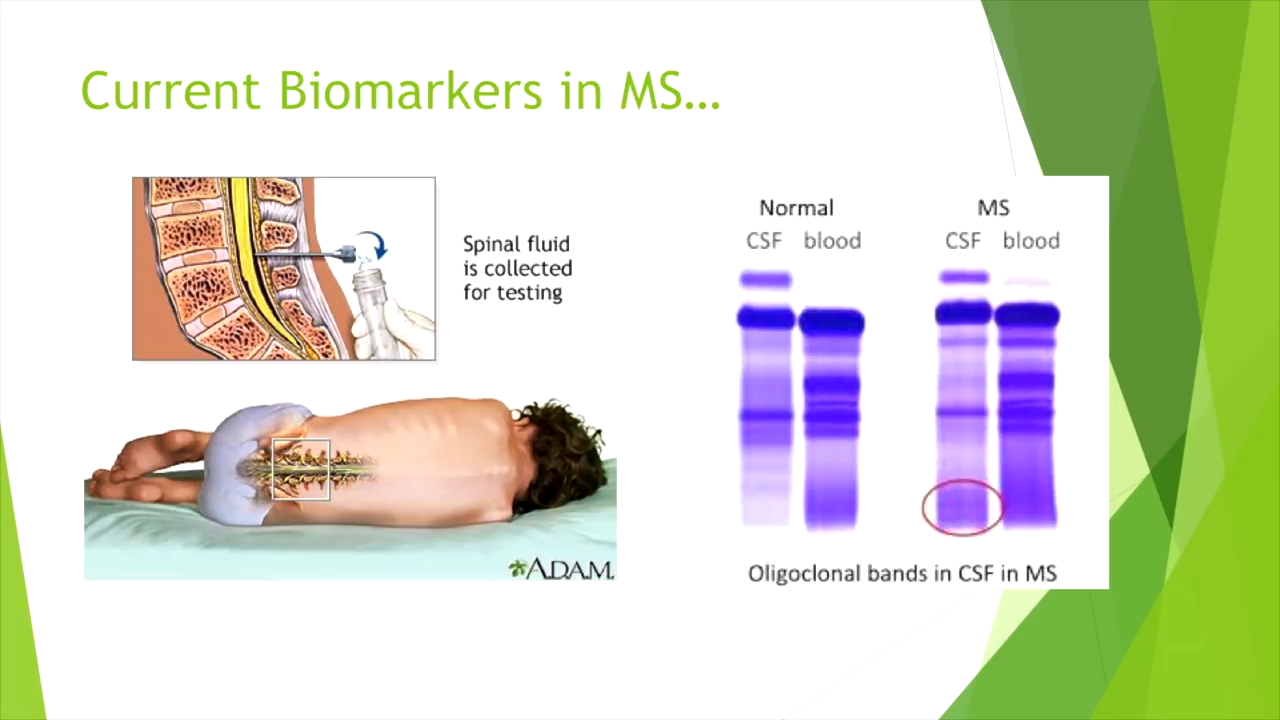 Current Biomarkers in MS…
Spinal fluid
is collected
for testing
A.D.A.M.
Normal MS
CSF blood CSF blood
Oligoclonal bands in CSF in MS